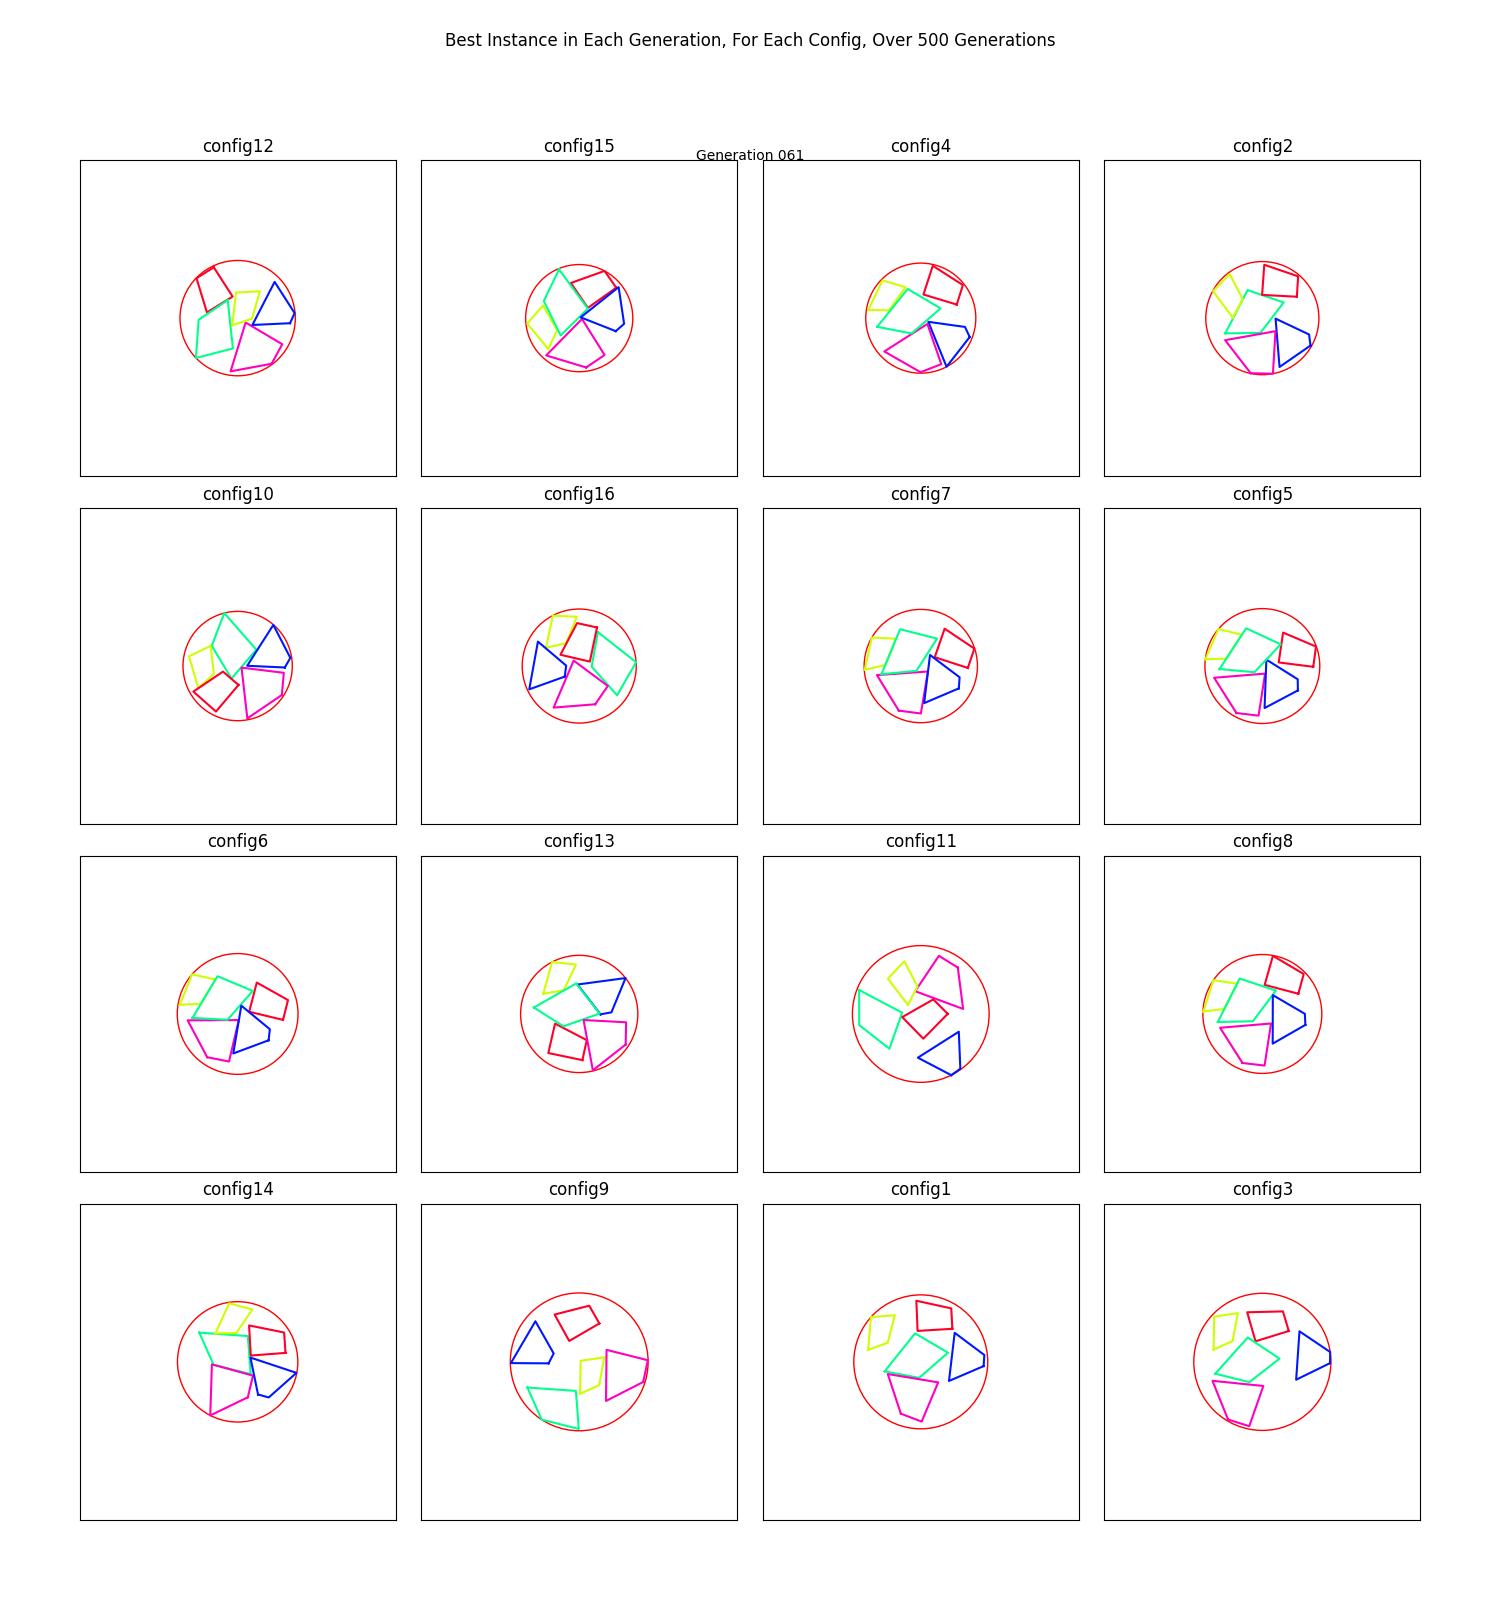 Best Instance in Each Generation, For Each Config, Over 500 Generations
Generation 061
config12
config15
config4
config2
config10
config16
config7
config5
config6
config13
config11
config8
config14
config9
config1
config3